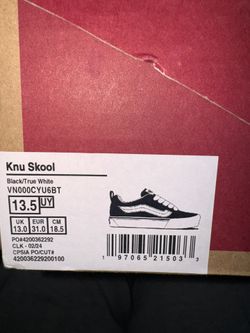 Knu Skool
Black/True White
VN000CYU6BT
13.5 UY
UK EUR CM
13.0 31.0 18.5
PO#4200362292
CLK - 02/24
CPSIA PO/CUT#
420036229200100
1 97065 21503 3